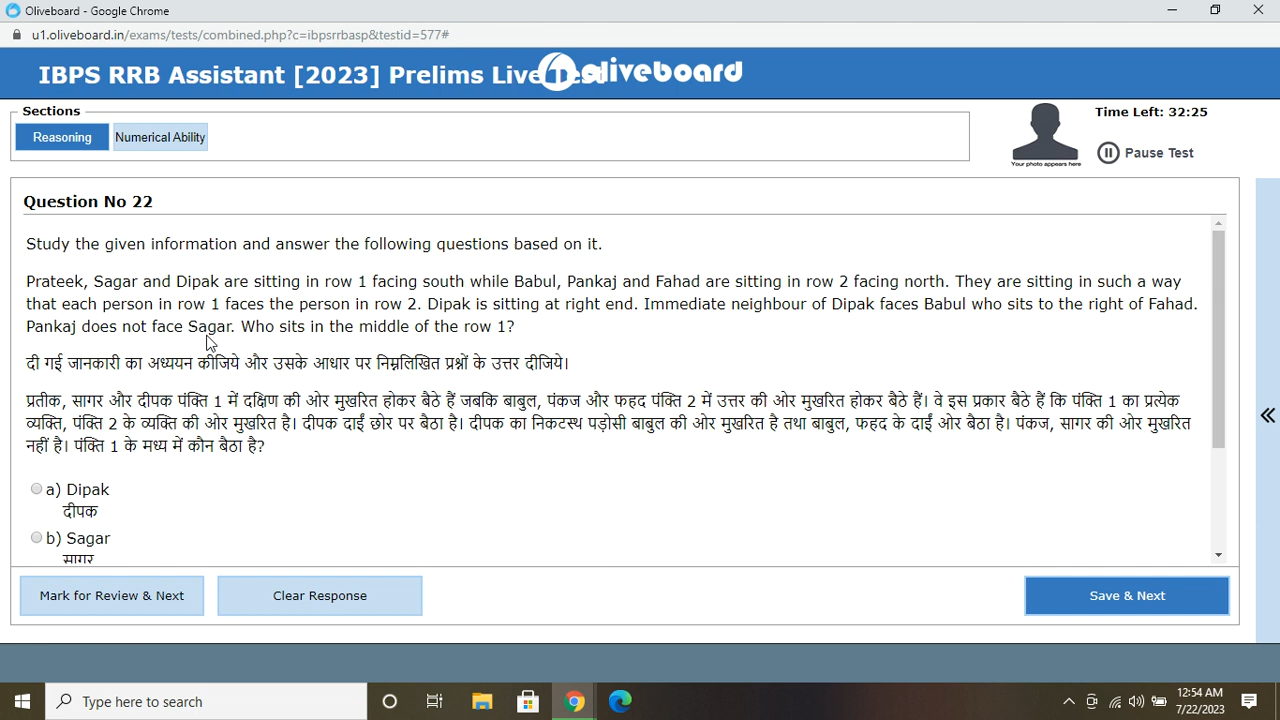 Oliveboard - Google Chrome
u1.oliveboard.in/exams/tests/combined.php?c=ibpsrrbasp&testid=577#
IBPS RRB Assistant [2023] Prelims Live Test
oliveboard
Sections
Reasoning
Numerical Ability
Your photo appears here
Time Left: 32:25
Pause Test
Question No 22
Study the given information and answer the following questions based on it.
Prateek, Sagar and Dipak are sitting in row 1 facing south while Babul, Pankaj and Fahad are sitting in row 2 facing north. They are sitting in such a way
that each person in row 1 faces the person in row 2. Dipak is sitting at right end. Immediate neighbour of Dipak faces Babul who sits to the right of Fahad.
Pankaj does not face Sagar. Who sits in the middle of the row 1?
दी गई जानकारी का अध्ययन कीजिये और उसके आधार पर निम्नलिखित प्रश्नों के उत्तर दीजिये।
प्रतीक, सागर और दीपक पंक्ति 1 में दक्षिण की ओर मुखरित होकर बैठे हैं जबकि बाबुल, पंकज और फहद पंक्ति 2 में उत्तर की ओर मुखरित होकर बैठे हैं। वे इस प्रकार बैठे हैं कि पंक्ति 1 का प्रत्येक
व्यक्ति, पंक्ति 2 के व्यक्ति की ओर मुखरित है। दीपक दाईं छोर पर बैठा है। दीपक का निकटस्थ पड़ोसी बाबुल की ओर मुखरित है तथा बाबुल, फहद के दाईं ओर बैठा है। पंकज, सागर की ओर मुखरित
नहीं है। पंक्ति 1 के मध्य में कौन बैठा है?
a) Dipak
दीपक
b) Sagar
सागर
Mark for Review & Next
Clear Response
Save & Next
Type here to search
12:54 AM
7/22/2023